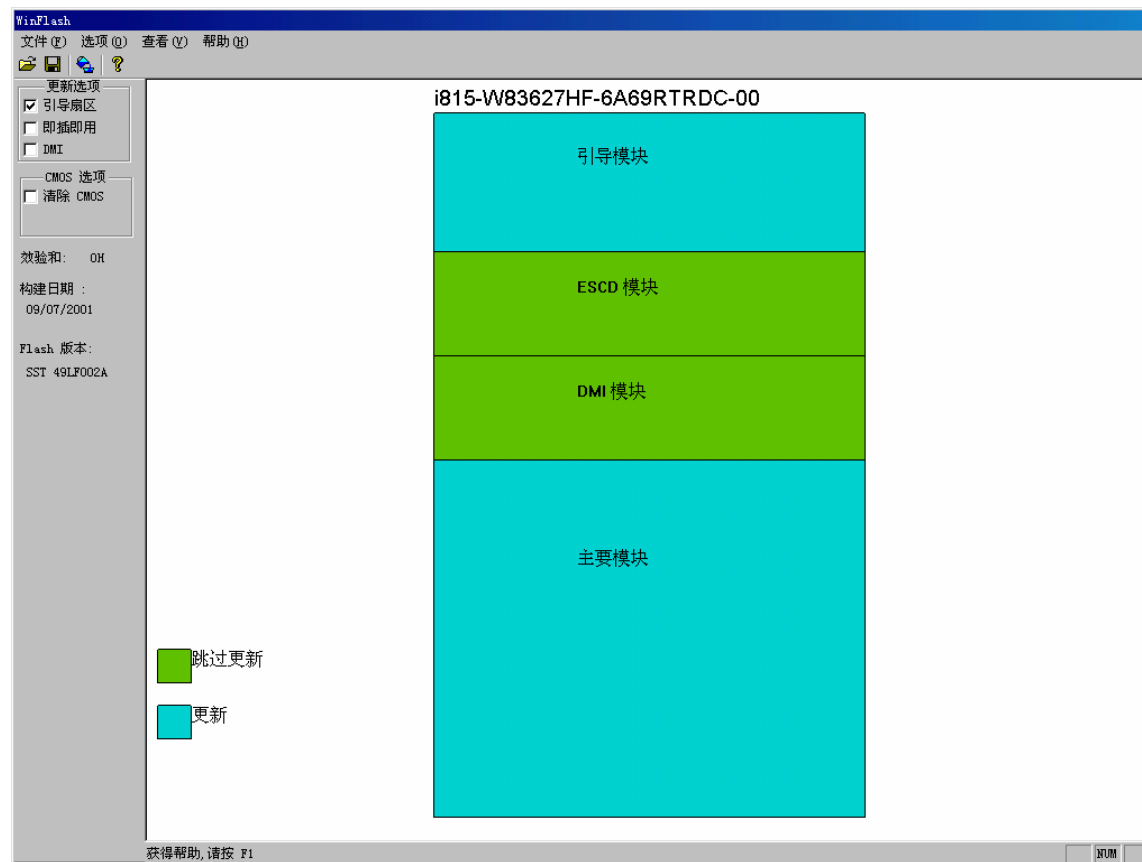 WinFlash
文件(F) 选项(O) 查看(V) 帮助(H)
更新选项
引导扇区
即插即用
DMI
CMOS 选项
清除 CMOS
效验和: 0H
构建日期 :
09/07/2001
Flash 版本:
SST 49LF002A
i815-W83627HF-6A69RTRDC-00
引导模块
ESCD 模块
DMI 模块
主要模块
跳过更新
更新
获得帮助,请按 F1
NUM